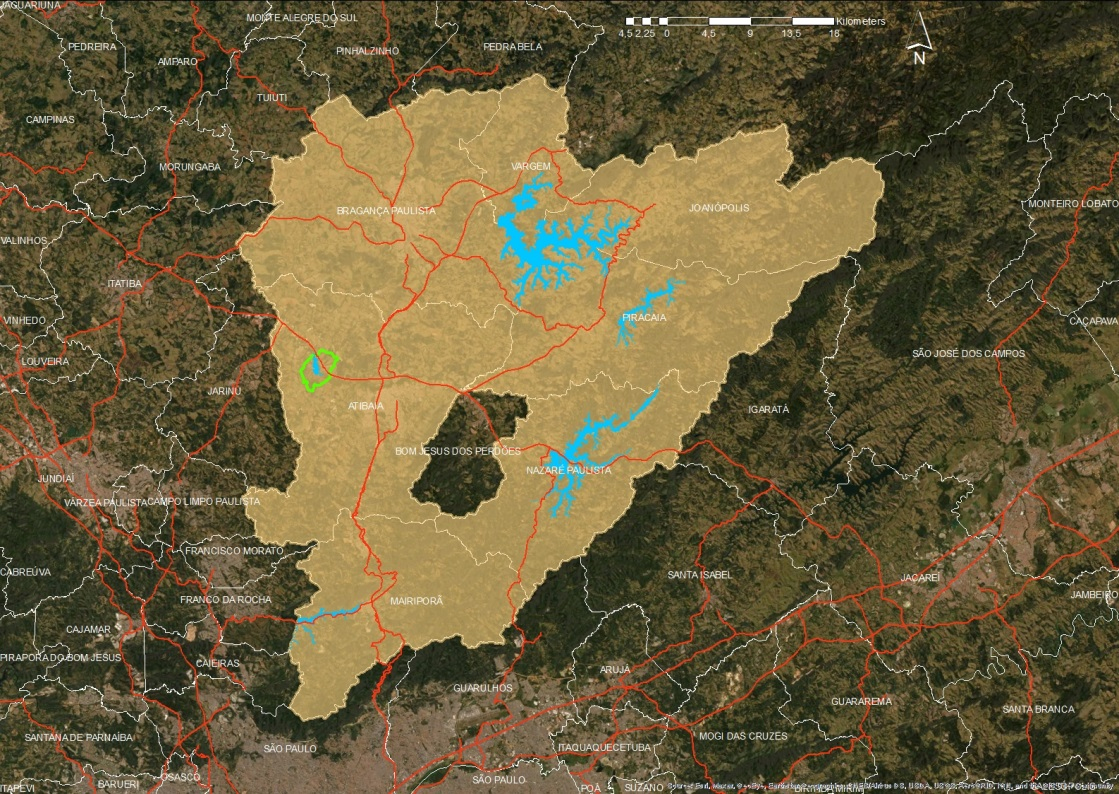 JAGUARIUNA
MONTE ALEGRE DO SUL
Kilometers
4,5 2,25 0 4,5 9 13,5 18
PEDREIRA
PINHALZINHO
PEDRA BELA
N
AMPARO
TUIUTI
CAMPINAS
MORUNGABA
VARGEM
MONTEIRO LOBATO
BRAGANÇA PAULISTA
JOANÓPOLIS
VALINHOS
ITATIBA
VINHEDO
PIRACAIA
CAÇAPAVA
LOUVEIRA
SÃO JOSÉ DOS CAMPOS
JARINU
ATIBAIA
IGARATÁ
BOM JESUS DOS PERDÕES
NAZARÉ PAULISTA
JUNDIAÍ
VÁRZEA PAULISTA
CAMPO LIMPO PAULISTA
FRANCISCO MORATO
CABREÚVA
SANTA ISABEL
JACAREÍ
FRANCO DA ROCHA
MAIRIPORÃ
JAMBEIRO
CAJAMAR
PIRAPORA DO BOM JESUS
CAIEIRAS
ARUJÁ
GUARULHOS
GUARAREMA
SANTA BRANCA
SANTANA DE PARNAÍBA
SÃO PAULO
ITAQUAQUECETUBA
MOGI DAS CRUZES
OSASCO
BARUERI
SÃO PAULO
ITAPEVI
POÁ
SUZANO